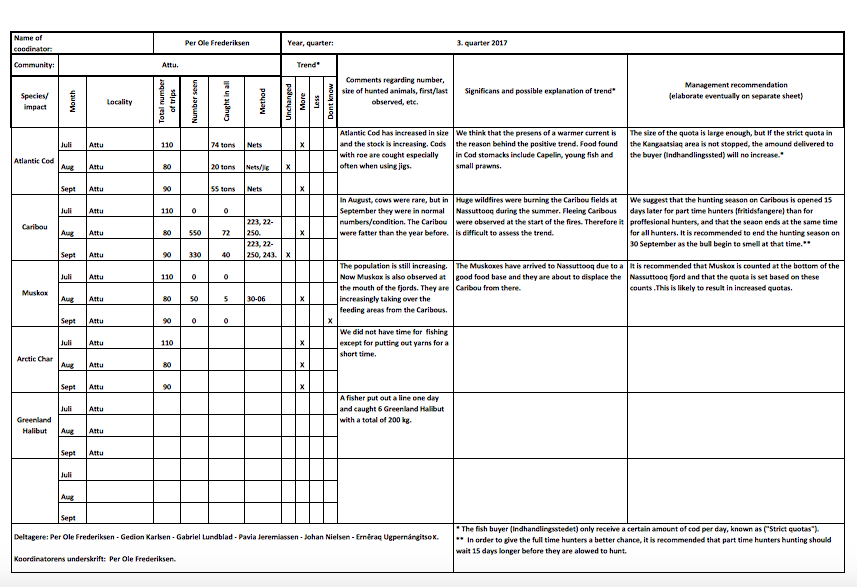 Name of coodinator: Per Ole Frederiksen Year, quarter: 3. quarter 2017
Community: Attu. Trend*
Species/ impact Month Locality Total number of trips Number seen Caught in all Method Unchanged More Less Dont know
Comments regarding number, size of hunted animals, first/last observed, etc.
Significans and possible explanation of trend*
Management recommendation
(elaborate eventually on separate sheet)
Atlantic Cod
Juli Attu 110 74 tons Nets X
Aug Attu 80 20 tons Nets/jig X
Sept Attu 90 55 tons Nets X
Atlantic Cod has increased in size
and the stock is increasing. Cods
with roe are cought especially
often when using jigs.
We think that the presens of a warmer current is
the reason behind the positive trend. Food found
in Cod stomacks include Capelin, young fish and
small prawns.
The size of the quota is large enough, but if the strict quota in
the Kangaatsiaq area is not stopped, the amound delivered to
the buyer (Indhandlingssted) will no increase.*
Caribou
Juli Attu 110 0 0
Aug Attu 80 550 72 223, 22-250. X
Sept Attu 90 330 40 223, 22-250, 243. X
In August, cows were rare, but in
September they were in normal
numbers/condition. The Caribou
were fatter than the year before.
Huge wildfires were burning the Caribou fields at
Nassuttooq during the summer. Fleeing Caribous
were observed at the start of the fires. Therefore it
is difficult to assess the trend.
We suggest that the hunting season on Caribous is opened 15
days later for part time hunters (fritidsfangere) than for
proffesional hunters, and that the seaon ends at the same time
for all hunters. It is recommended to end the hunting season on
30 September as the bull begin to smell at that time.**
Muskox
Juli Attu 110 0 0
Aug Attu 80 50 5 30-06 X
Sept Attu 90 0 0 X
The population is still increasing.
Now Muskox is also observed at
the mouth of the fjords. They are
increasingly taking over the
feeding areas from the Caribous.
The Muskoxes have arrived to Nassuttooq due to a
good food base and they are about to displace the
Caribou from there.
It is recommended that Muskox is counted at the bottom of the
Nassuttooq fjord and that the quota is set based on these
counts .This is likely to result in increased quotas.
Arctic Char
Juli Attu 110 X
Aug Attu 80 X
Sept Attu 90 X
We did not have time for fishing
except for putting out yarns for a
short time.
Greenland
Halibut
Juli Attu
Aug Attu
Sept Attu
A fisher put out a line one day
and caught 6 Greenland Halibut
with a total of 200 kg.
Juli
Aug
Sept
Deltagere: Per Ole Frederiksen - Gedion Karlsen - Gabriel Lundblad - Pavia Jeremiassen - Johan Nielsen - Ernêraq Ugpernángitso K.
Koordinatorens underskrift: Per Ole Frederiksen.
* The fish buyer (Indhandlingsstedet) only receive a certain amount of cod per day, known as ("Strict quotas").
** In order to give the full time hunters a better chance, it is recommended that part time hunters hunting should
wait 15 days longer before they are alowed to hunt.